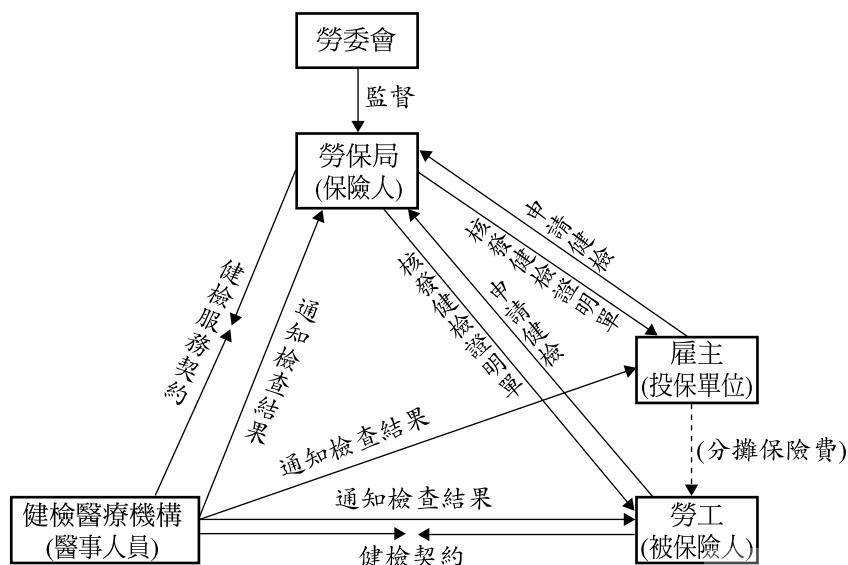 勞委會
監督
勞保局
(保險人)
申請健檢
核發健檢證明單
核發健檢證明單
申請健檢
健檢服務契約
通知檢查結果
雇主
(投保單位)
通知檢查結果
(分攤保險費)
健檢醫療機構
(醫事人員)
通知檢查結果
健檢契約
勞工
(被保險人)